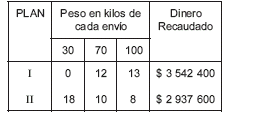 PLAN Peso en kilos de cada envío Dinero Recaudado
30 70 100
I 0 12 13 $ 3 542 400
II 18 10 8 $ 2 937 600